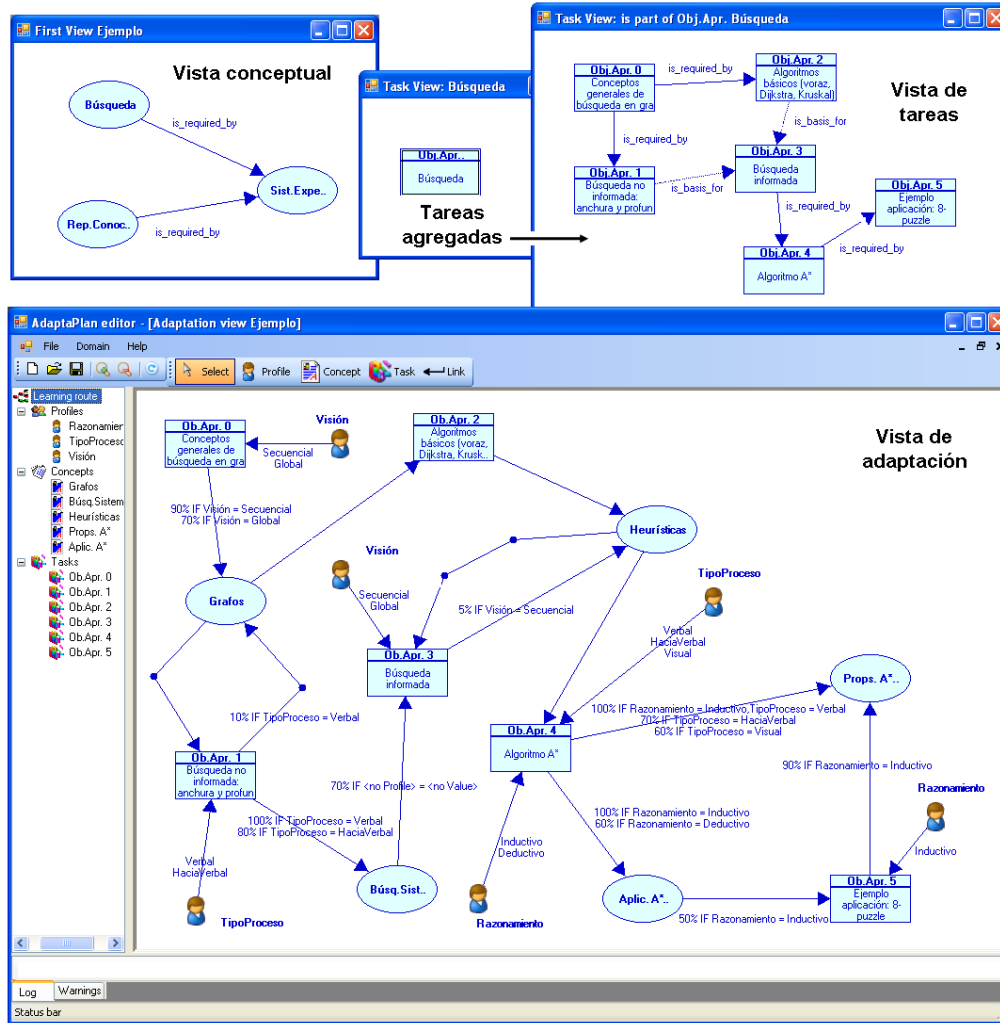 First View Ejemplo
Vista conceptual
Búsqueda
is_required_by
Sist.Expe..
Rep.Conoc..
is_required_by
Task View: Búsqueda
Obj.Apr..
Búsqueda
Tareas
agregadas
Task View: is part of Obj.Apr. Búsqueda
Vista de
tareas
Obj.Apr. 0
Conceptos
generales de
búsqueda en gra
is_required_by
Obj.Apr. 2
Algoritmos
básicos (voraz,
Dijkstra, Kruskal)
is_required_by
is_basis_for
Obj.Apr. 1
Búsqueda no
informada:
anchura y profun
is_basis_for
Obj.Apr. 3
Búsqueda
informada
is_required_by
Obj.Apr. 5
Ejemplo
aplicación: 8-
puzzle
Obj.Apr. 4
Algoritmo A*
is_required_by
AdaptaPlan editor - [Adaptation view Ejemplo]
File Domain Help
Select Profile Concept Task Link
Learning route
Profiles
Razonamier
TipoProceso
Visión
Concepts
Grafos
Búsq.Sistem
Heurísticas
Props. A*
Aplic. A*
Tasks
Ob.Apr. 0
Ob.Apr. 1
Ob.Apr. 2
Ob.Apr. 3
Ob.Apr. 4
Ob.Apr. 5
Vista de
adaptación
Ob.Apr. 0
Conceptos
generales de
búsqueda en gra
Visión
Secuencial
Global
Ob.Apr. 2
Algoritmos
básicos (voraz,
Dijkstra, Krusk..
90% IF Visión = Secuencial
70% IF Visión = Global
Heurísticas
Visión
Secuencial
Global
Grafos
5% IF Visión = Secuencial
TipoProceso
Verbal
HaciaVerbal
Visual
Ob.Apr. 3
Búsqueda
informada
Props. A*..
10% IF TipoProceso = Verbal
100% IF Razonamiento = Inductivo,TipoProceso = Verbal
70% IF TipoProceso = HaciaVerbal
60% IF TipoProceso = Visual
Ob.Apr. 4
Algoritmo A*
Ob.Apr. 1
Búsqueda no
informada:
anchura y profun
70% IF <no Profile> = <no Value>
90% IF Razonamiento = Inductivo
Razonamiento
Inductivo
100% IF TipoProceso = Verbal
80% IF TipoProceso = HaciaVerbal
100% IF Razonamiento = Inductivo
60% IF Razonamiento = Deductivo
Inductivo
Deductivo
Verbal
HaciaVerbal
TipoProceso
Búsq.Sist..
Razonamiento
Aplic. A*..
50% IF Razonamiento = Inductivo
Ob.Apr. 5
Ejemplo
aplicación: 8-
puzzle
Log Warnings
Status bar